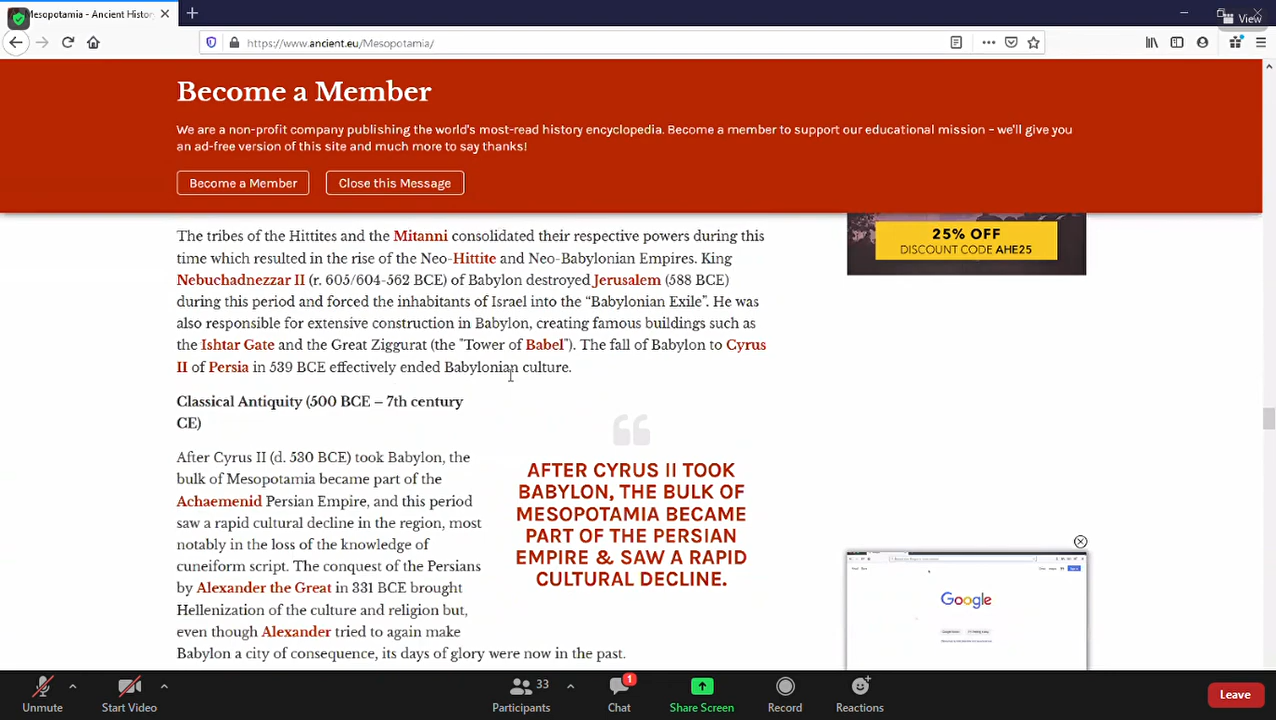 Mesopotamia - Ancient History
View
https://www.ancient.eu/Mesopotamia/
Become a Member
We are a non-profit company publishing the world's most-read history encyclopedia. Become a member to support our educational mission – we'll give you
an ad-free version of this site and much more to say thanks!
Become a Member
Close this Message
The tribes of the Hittites and the Mitanni consolidated their respective powers during this
time which resulted in the rise of the Neo-Hittite and Neo-Babylonian Empires. King
Nebuchadnezzar II (r. 605/604-562 BCE) of Babylon destroyed Jerusalem (588 BCE)
during this period and forced the inhabitants of Israel into the “Babylonian Exile”. He was
also responsible for extensive construction in Babylon, creating famous buildings such as
the Ishtar Gate and the Great Ziggurat (the "Tower of Babel"). The fall of Babylon to Cyrus
II of Persia in 539 BCE effectively ended Babylonian culture.
25% OFF
DISCOUNT CODE AHE25
Classical Antiquity (500 BCE – 7th century
CE)
After Cyrus II (d. 530 BCE) took Babylon, the
bulk of Mesopotamia became part of the
Achaemenid Persian Empire, and this period
saw a rapid cultural decline in the region, most
notably in the loss of the knowledge of
cuneiform script. The conquest of the Persians
by Alexander the Great in 331 BCE brought
Hellenization of the culture and religion but,
even though Alexander tried to again make
Babylon a city of consequence, its days of glory were now in the past.
AFTER CYRUS II TOOK
BABYLON, THE BULK OF
MESOPOTAMIA BECAME
PART OF THE PERSIAN
EMPIRE & SAW A RAPID
CULTURAL DECLINE.
Google
Unmute
Start Video
33
Participants
1
Chat
Share Screen
Record
Reactions
Leave